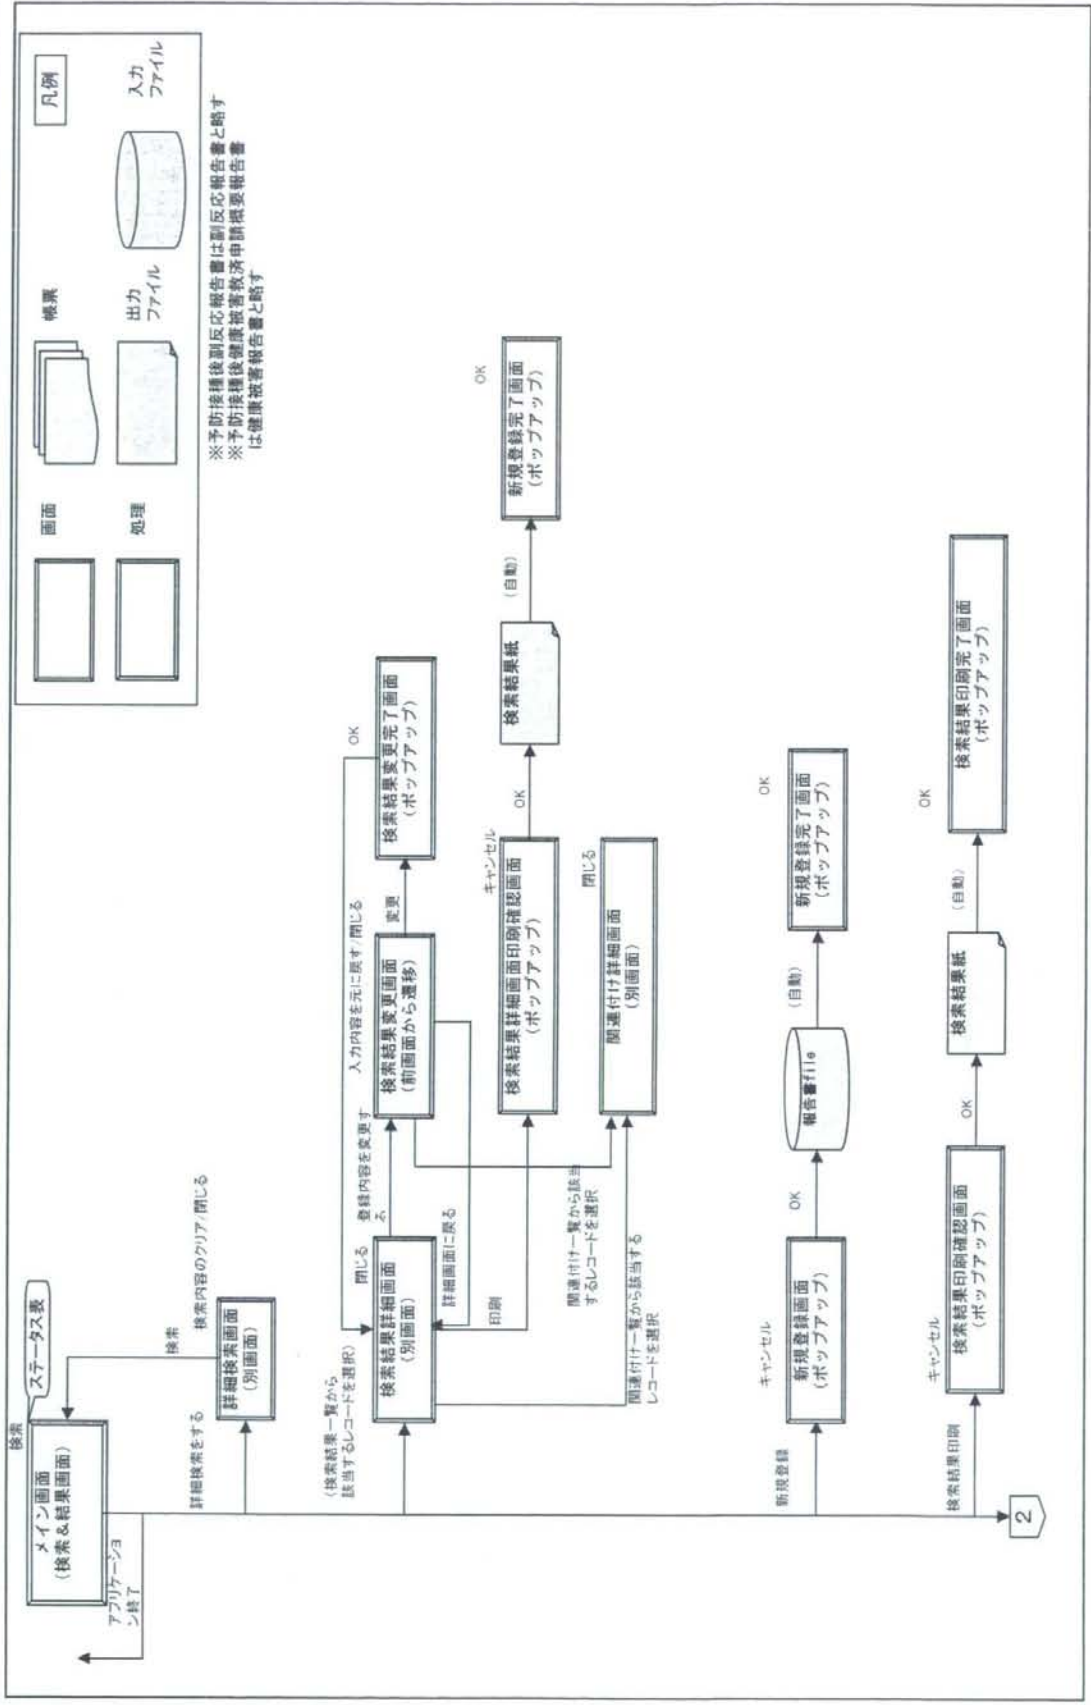 凡例
画面
帳票
処理
出力
ファイル
入力
ファイル
※予防接種後副反応報告書は副反応報告書と略す
※予防接種後健康被害救済申請概要報告書
は健康被害報告書と略す
検索
ステータス表
メイン画面
(検索&結果画面)
アプリケーショ
ン終了
詳細検索をする
検索
検索内容のクリア/閉じる
詳細検索画面
(別画面)
(検索結果一覧から
該当するレコードを選択)
閉じる
検索結果詳細画面
(別画面)
登録内容を変更す
る
入力内容を元に戻す/閉じる
検索結果変更画面
(前画面から遷移)
変更
OK
検索結果変更完了画面
(ポップアップ)
詳細画面に戻る
印刷
キャンセル
検索結果詳細画面印刷確認画面
(ポップアップ)
OK
検索結果紙
(自動)
OK
新規登録完了画面
(ポップアップ)
関連付け一覧から該当
するレコードを選択
閉じる
関連付け詳細画面
(別画面)
関連付け一覧から該当する
レコードを選択
新規登録
キャンセル
新規登録画面
(ポップアップ)
OK
報告書file
(自動)
OK
新規登録完了画面
(ポップアップ)
検索結果印刷
キャンセル
検索結果印刷確認画面
(ポップアップ)
OK
検索結果紙
(自動)
OK
検索結果印刷完了画面
(ポップアップ)
2